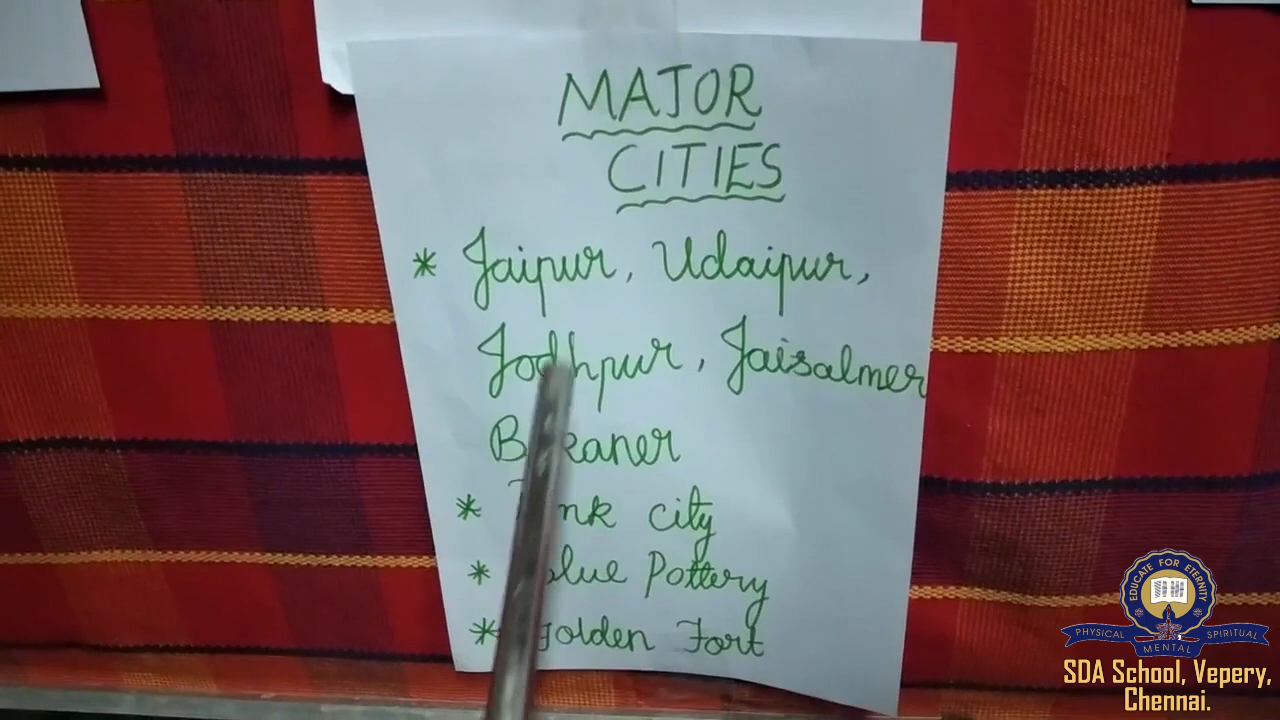 MAJOR
CITIES
* Jaipur, Udaipur,
Jodhpur, Jaisalmer
* city
* Pottery
* Fort
EDUCATE FOR ETERNITY
PHYSICAL MENTAL SPIRITUAL
SDA School, Vepery,
Chennai.